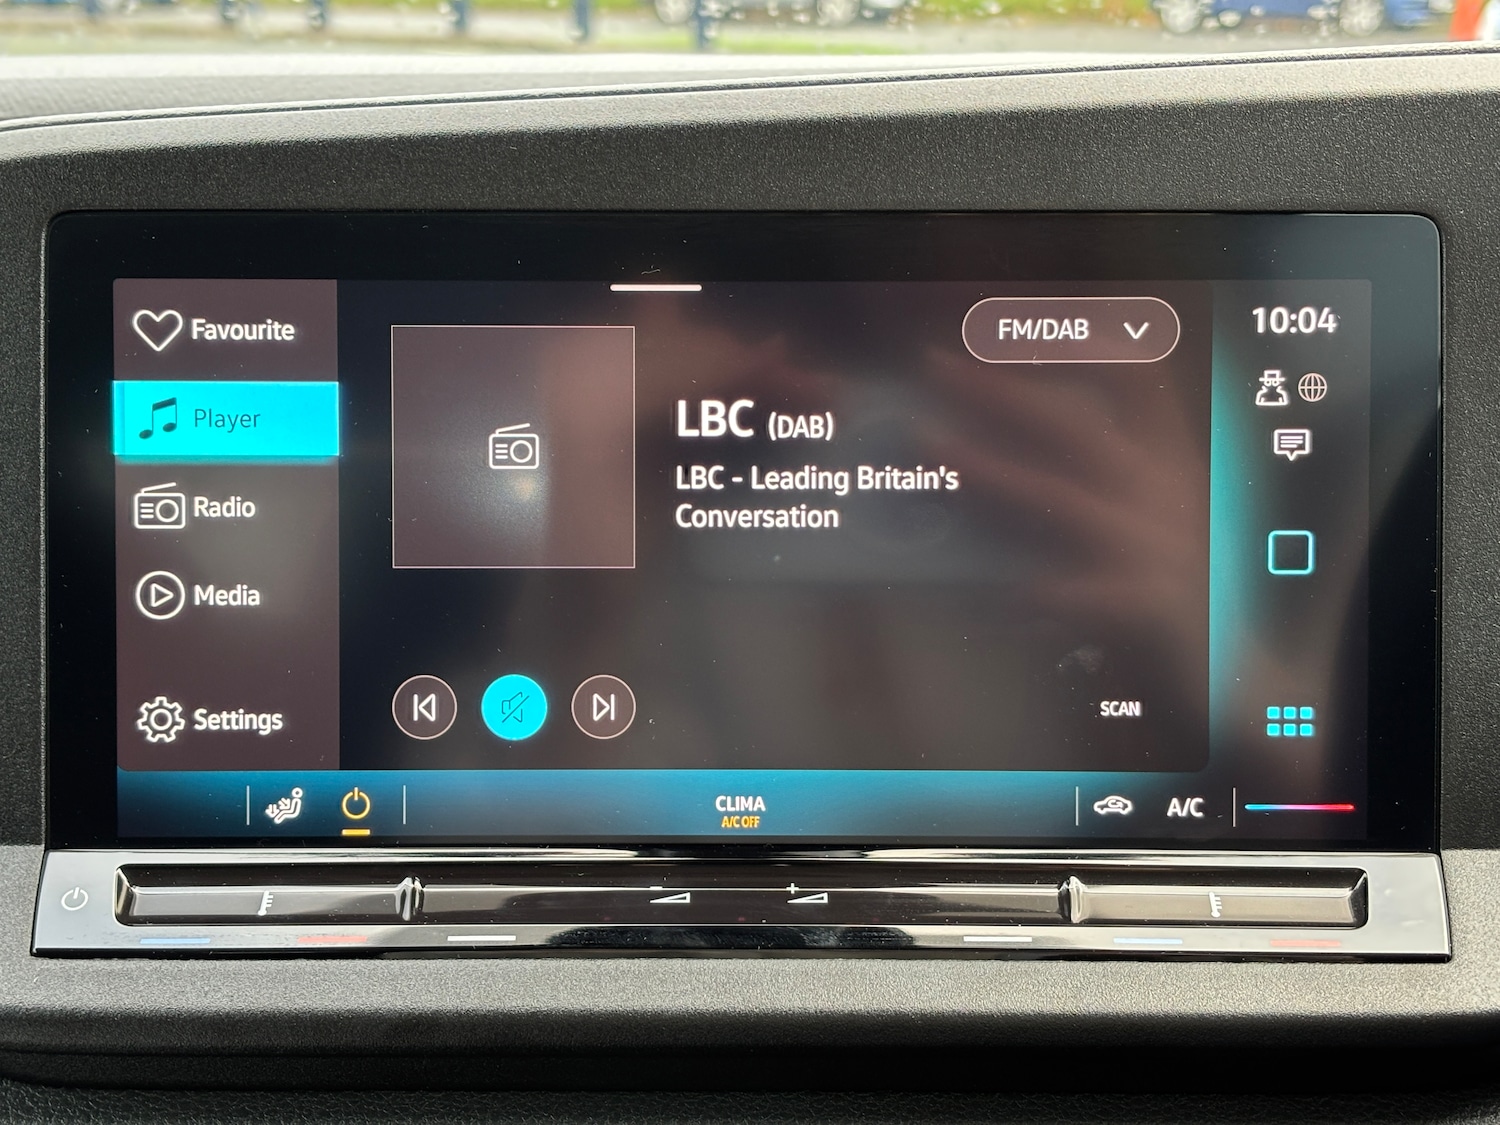 Favourite
Player
Radio
Media
Settings
FM/DAB
LBC (DAB)
LBC - Leading Britain's
Conversation
SCAN
10:04
CLIMA
A/C OFF
A/C